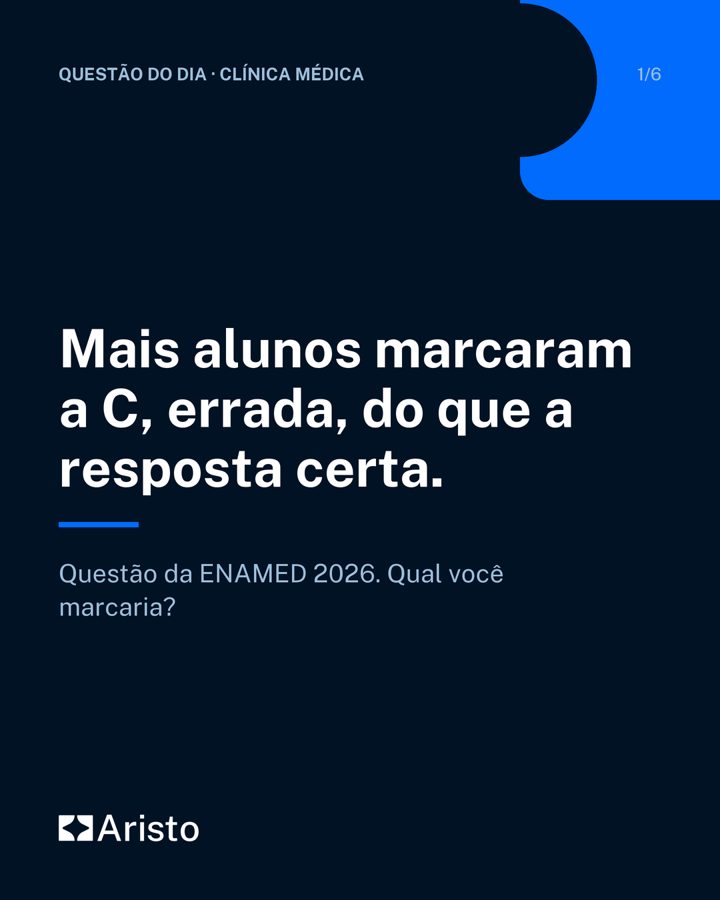 QUESTÃO DO DIA · CLÍNICA MÉDICA
1/6
Mais alunos marcaram
a C, errada, do que a
resposta certa.
Questão da ENAMED 2026. Qual você
marcaria?
Aristo